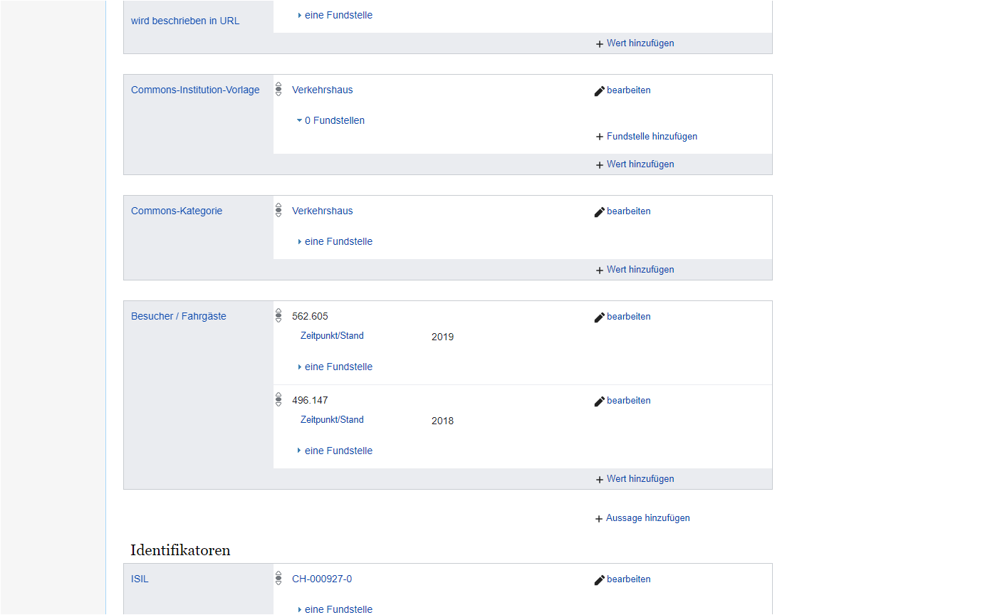 wird beschrieben in URL
eine Fundstelle
Wert hinzufügen
Commons-Institution-Vorlage
Verkehrshaus
bearbeiten
0 Fundstellen
Fundstelle hinzufügen
Wert hinzufügen
Commons-Kategorie
Verkehrshaus
bearbeiten
eine Fundstelle
Wert hinzufügen
Besucher / Fahrgäste
562.605
bearbeiten
Zeitpunkt/Stand 2019
eine Fundstelle
496.147
bearbeiten
Zeitpunkt/Stand 2018
eine Fundstelle
Wert hinzufügen
Aussage hinzufügen
Identifikatoren
ISIL
CH-000927-0
bearbeiten
eine Fundstelle